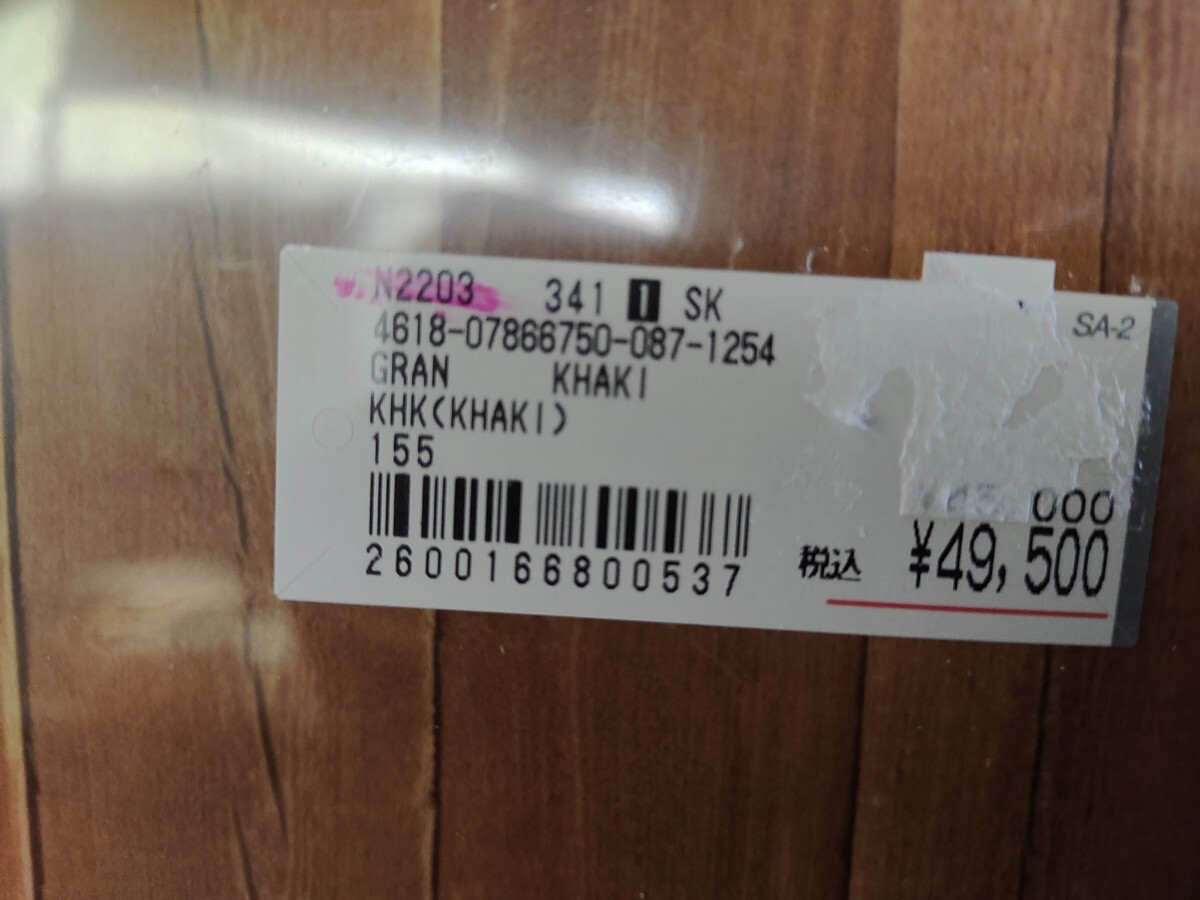 N2203 341 1 SK
SA-2
4618-07866750-087-1254
GRAN KHAKI
KHK(KHAKI)
155
2600166800537
税込 ¥49,500